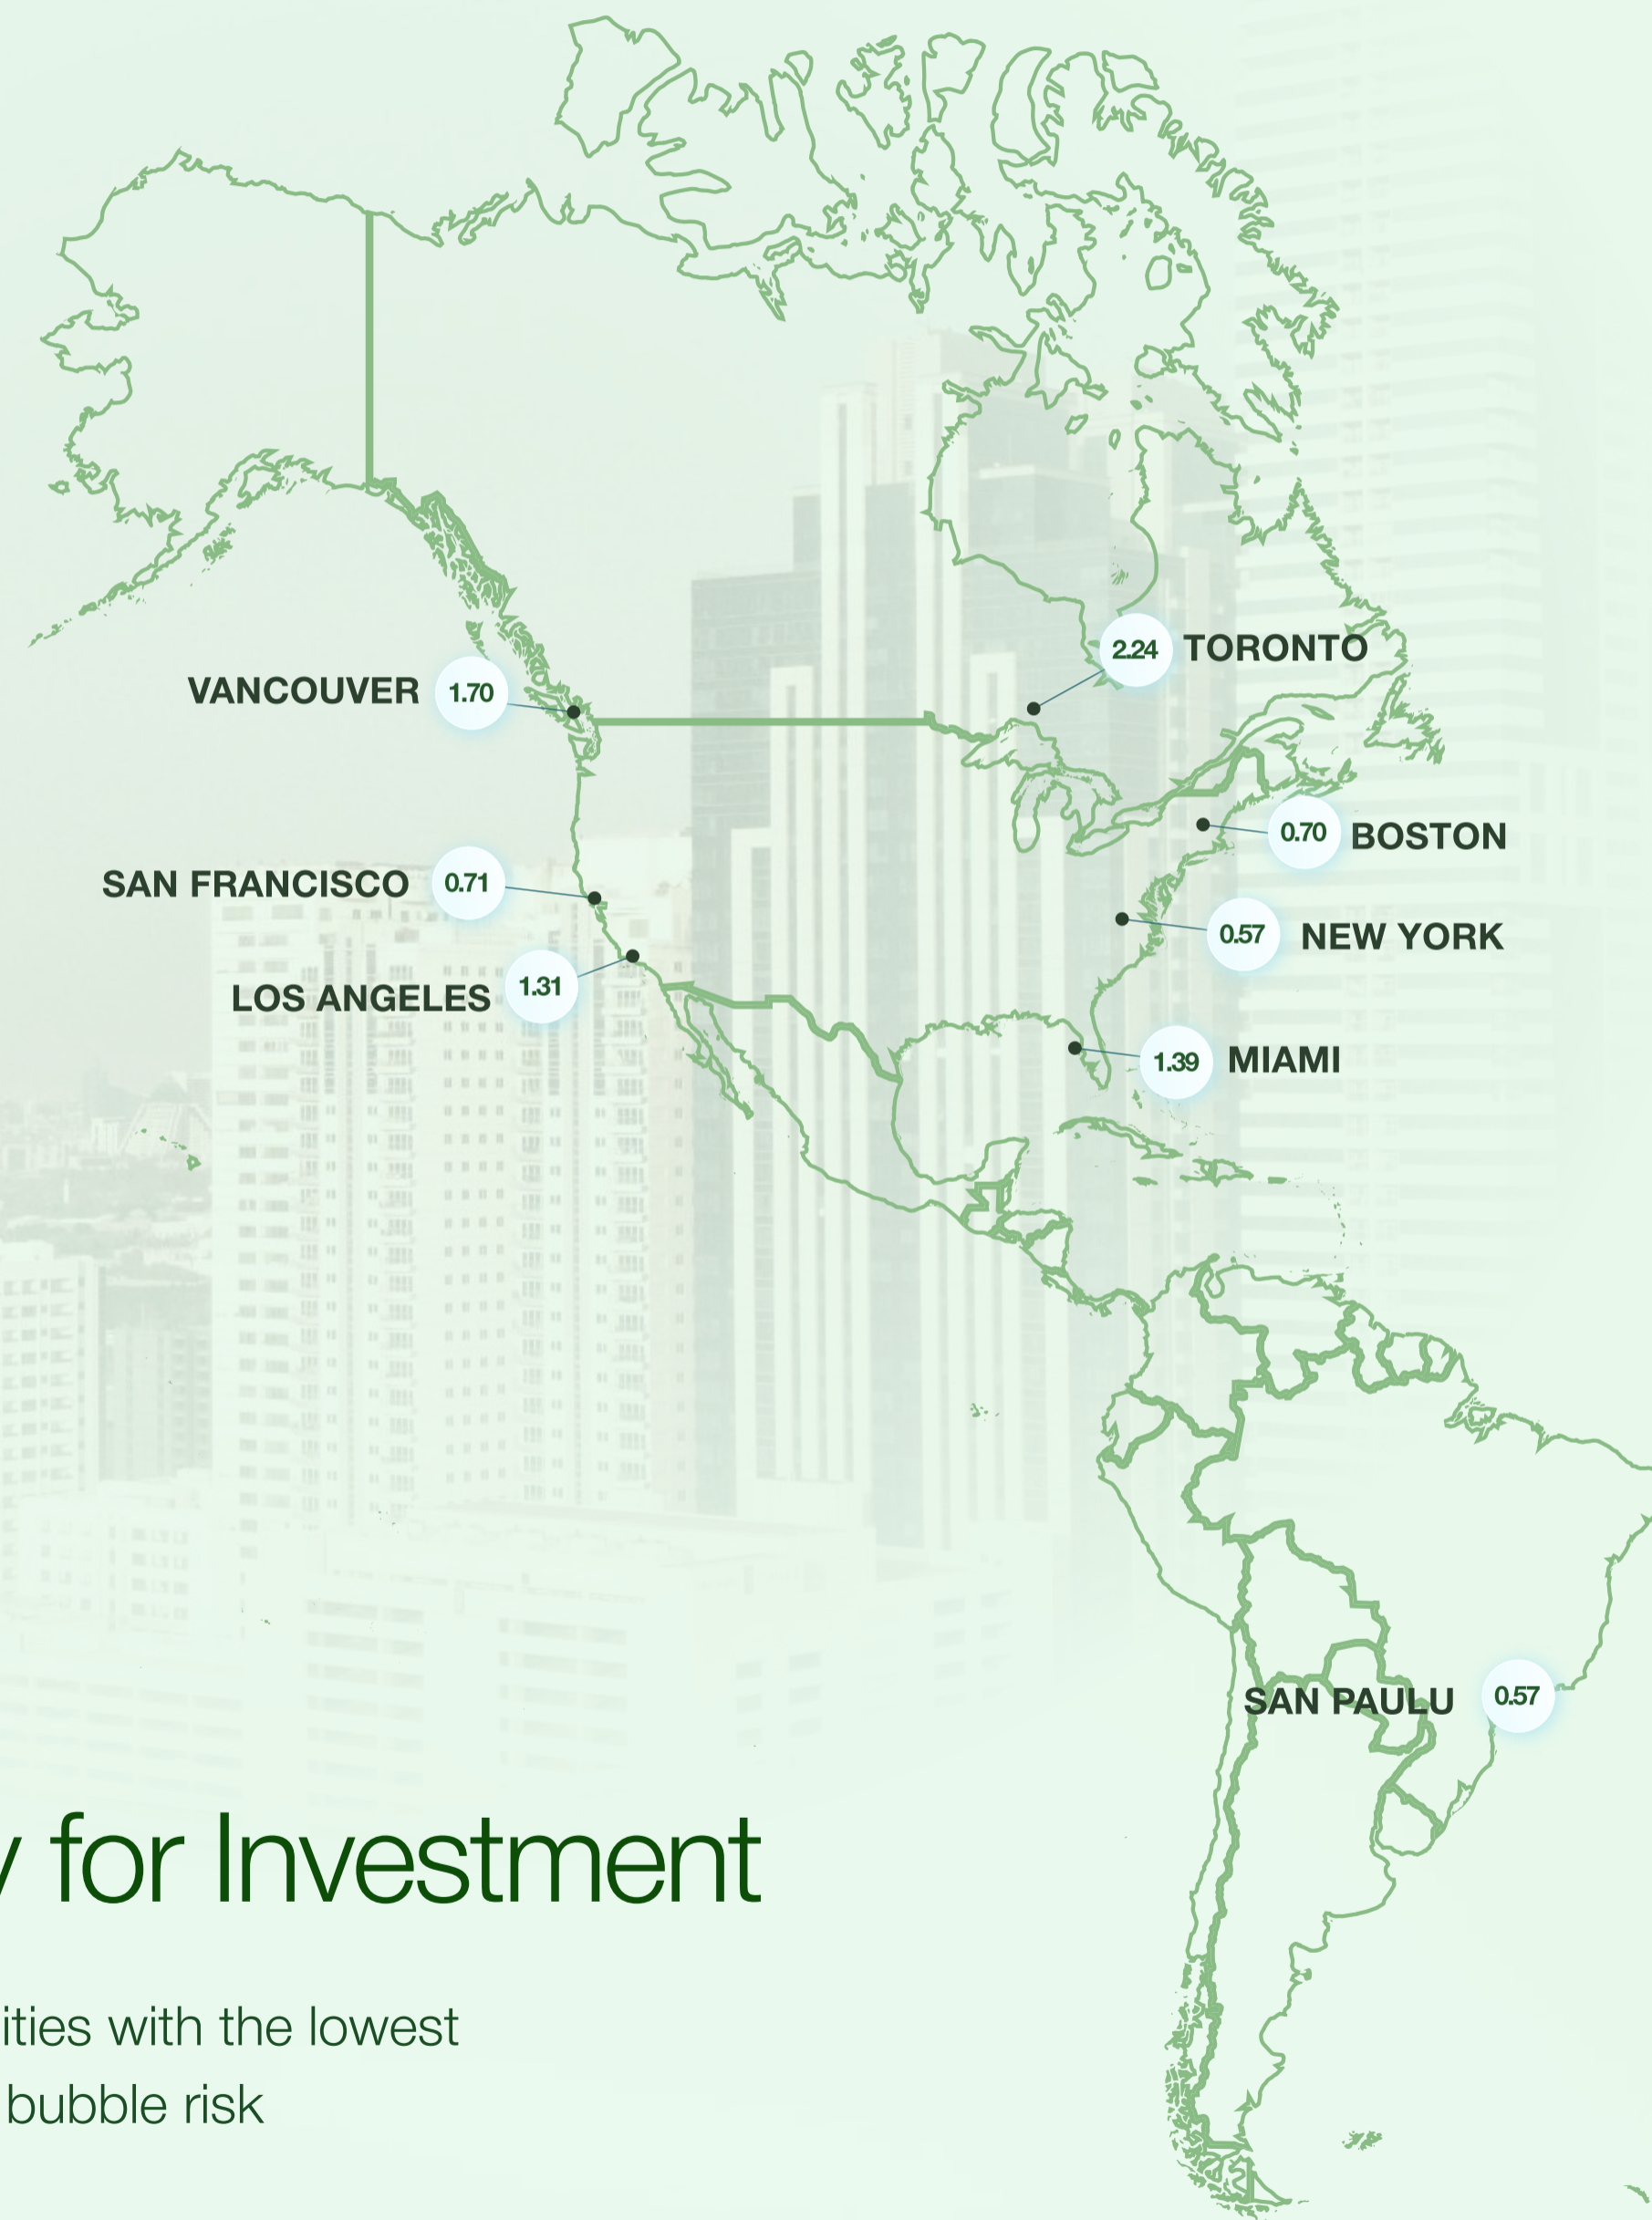 2.24 TORONTO
VANCOUVER 1.70
0.70 BOSTON
SAN FRANCISCO 0.71
0.57 NEW YORK
LOS ANGELES 1.31
1.39 MIAMI
SAN PAULU 0.57
for Investment
with the lowest
bubble risk